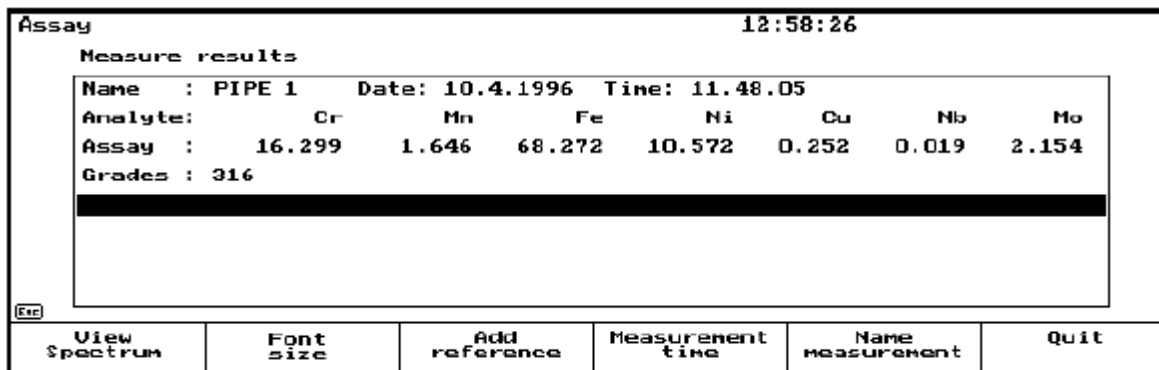 Assay 12:58:26
Measure results
Name : PIPE 1 Date: 10.4.1996 Time: 11.48.05
Analyte: Cr Mn Fe Ni Cu Nb Mo
Assay : 16.299 1.646 68.272 10.572 0.252 0.019 2.154
Grades : 316
Esc
View Spectrum
Font size
Add reference
Measurement time
Name measurement
Quit